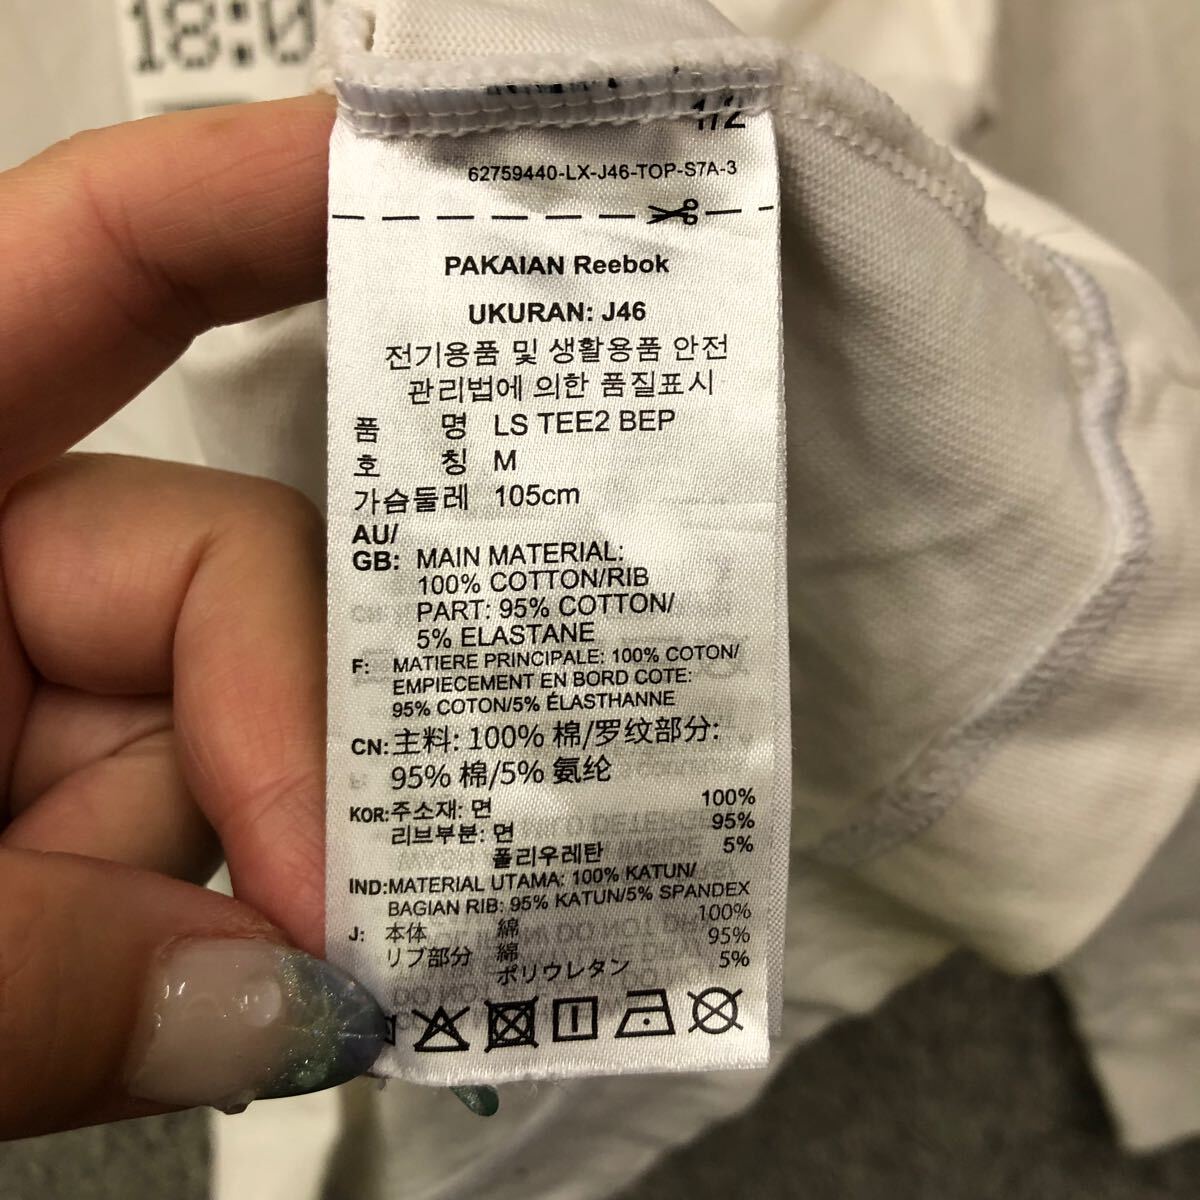 18:0
1/2
62759440-LX-J46-TOP-S7A-3
PAKAIAN Reebok
UKURAN: J46
전기용품 및 생활용품 안전
관리법에 의한 품질표시
품 명 LS TEE2 BEP
호 칭 M
가슴둘레 105cm
AU/
GB: MAIN MATERIAL:
100% COTTON/RIB
PART: 95% COTTON/
5% ELASTANE
F: MATIERE PRINCIPALE: 100% COTON/
EMPIECEMENT EN BORD COTE:
95% COTON/5% ÉLASTHANNE
CN: 主料: 100% 棉/罗纹部分:
95% 棉/5% 氨纶
KOR: 주소재: 면 100%
리브부분: 면 95%
폴리우레탄 5%
IND: MATERIAL UTAMA: 100% KATUN/
BAGIAN RIB: 95% KATUN/5% SPANDEX
J: 本体 綿 100%
リブ部分 綿 95%
ポリウレタン 5%